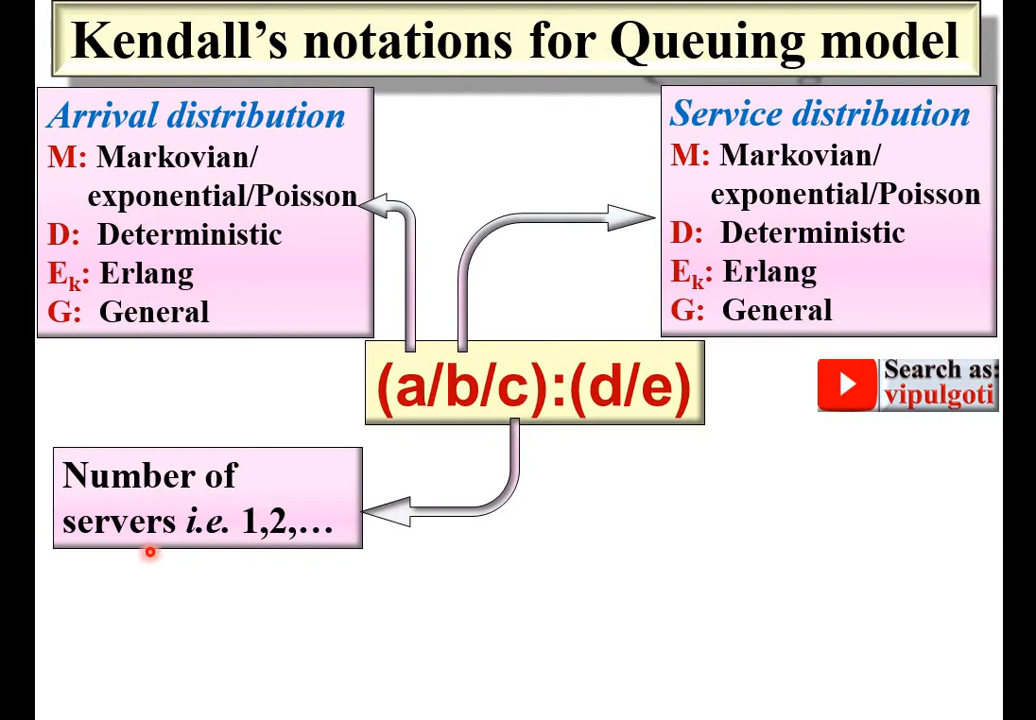 Kendall’s notations for Queuing model
Arrival distribution
M: Markovian/
exponential/Poisson
D: Deterministic
Ek: Erlang
G: General
Service distribution
M: Markovian/
exponential/Poisson
D: Deterministic
Ek: Erlang
G: General
(a/b/c):(d/e)
Search as:
vipulgoti
Number of
servers i.e. 1,2,…